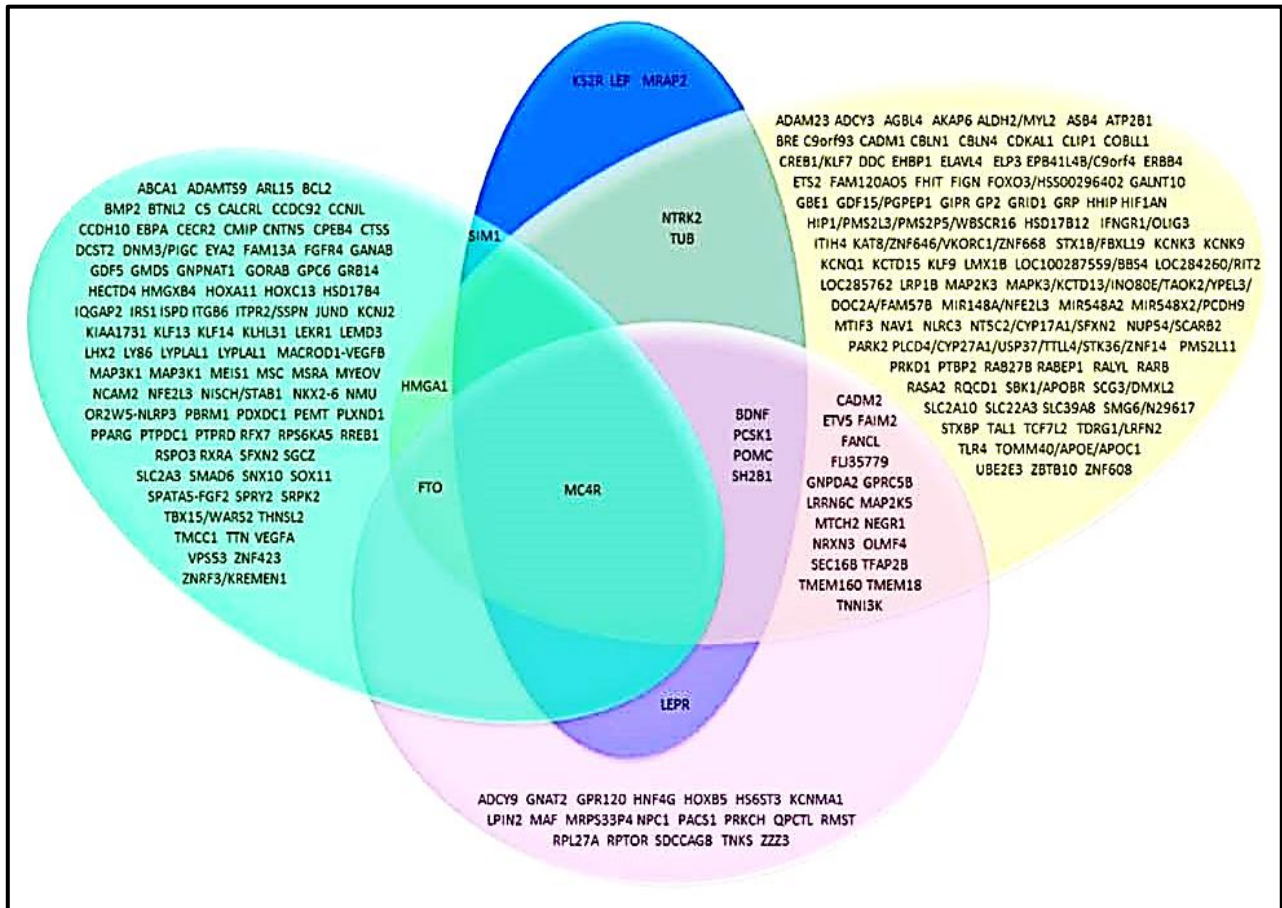 KS2R LEP MRAP2
SIM1
NTRK2
TUB
ABCA1 ADAMTS9 ARL15 BCL2
BMP2 BTNL2 C5 CALCRL CCDC92 CCNJL
CCDH10 EBPA CECR2 CMIP CNTN5 CPEB4 CTSS
DCST2 DNM3/PIGC EYA2 FAM13A FGFR4 GANAB
GDF5 GMDS GNPNAT1 GORAB GPC6 GRB14
HECTD4 HMGXB4 HOXA11 HOXC13 HSD17B4
IQGAP2 IRS1 ISPD ITGB6 ITPR2/SSPN JUND KCNJ2
KIAA1731 KLF13 KLF14 KLHL31 LEKR1 LEMD3
LHX2 LY86 LYPLAL1 LYPLAL1 MACROD1-VEGFB
MAP3K1 MAP3K1 MEIS1 MSC MSRA MYEOV
NCAM2 NFE2L3 NISCH/STAB1 NKX2-6 NMU
OR2W5-NLRP3 PBRM1 PDXDC1 PEMT PLXND1
PPARG PTPDC1 PTPRD RFX7 RPS6KA5 RREB1
RSPO3 RXRA SFXN2 SGCZ
SLC2A3 SMAD6 SNX10 SOX11
SPATA5-FGF2 SPRY2 SRPK2
TBX15/WARS2 THNSL2
TMCC1 TTN VEGFA
VPS53 ZNF423
ZNRF3/KREMEN1
HMGA1
FTO
MC4R
BDNF
PCSK1
POMC
SH2B1
ADAM23 ADCY3 AGBL4 AKAP6 ALDH2/MYL2 ASB4 ATP2B1
BRE C9orf93 CADM1 CBLN1 CBLN4 CDKAL1 CLIP1 COBLL1
CREB1/KLF7 DDC EHBP1 ELAVL4 ELP3 EPB41L4B/C9orf4 ERBB4
ETS2 FAM120AOS FHIT FIGN FOXO3/HSS00296402 GALNT10
GBE1 GDF15/PGPEP1 GIPR GP2 GRID1 GRP HHIP HIF1AN
HIP1/PMS2L3/PMS2P5/WBSCR16 HSD17B12 IFNGR1/OLIG3
ITIH4 KAT8/ZNF646/VKORC1/ZNF668 STX1B/FBXL19 KCNK3 KCNK9
KCNQ1 KCTD15 KLF9 LMX1B LOC100287559/BBS4 LOC284260/RIT2
LOC285762 LRP1B MAP2K3 MAPK3/KCTD13/INO80E/TAOK2/YPEL3/
DOC2A/FAM57B MIR148A/NFE2L3 MIR548A2 MIR548X2/PCDH9
MTIF3 NAV1 NLRC3 NT5C2/CYP17A1/SFXN2 NUP54/SCARB2
PARK2 PLCD4/CYP27A1/USP37/TTLL4/STK36/ZNF14 PMS2L11
PRKD1 PTBP2 RAB27B RABEP1 RALYL RARB
RASA2 RQCD1 SBK1/APOBR SCG3/DMXL2
SLC2A10 SLC22A3 SLC39A8 SMG6/N29617
STXBP TAL1 TCF7L2 TDRG1/LRFN2
TLR4 TOMM40/APOE/APOC1
UBE2E3 ZBTB10 ZNF608
CADM2
ETV5 FAIM2
FANCL
FLJ35779
GNPDA2 GPRC5B
LRRN6C MAP2K5
MTCH2 NEGR1
NRXN3 OLMF4
SEC16B TFAP2B
TMEM160 TMEM18
TNNI3K
LEPR
ADCY9 GNAT2 GPR120 HNF4G HOXB5 HS6ST3 KCNMA1
LPIN2 MAF MRPS33P4 NPC1 PACS1 PRKCH QPCTL RMST
RPL27A RPTOR SDCCAG8 TNKS ZZZ3